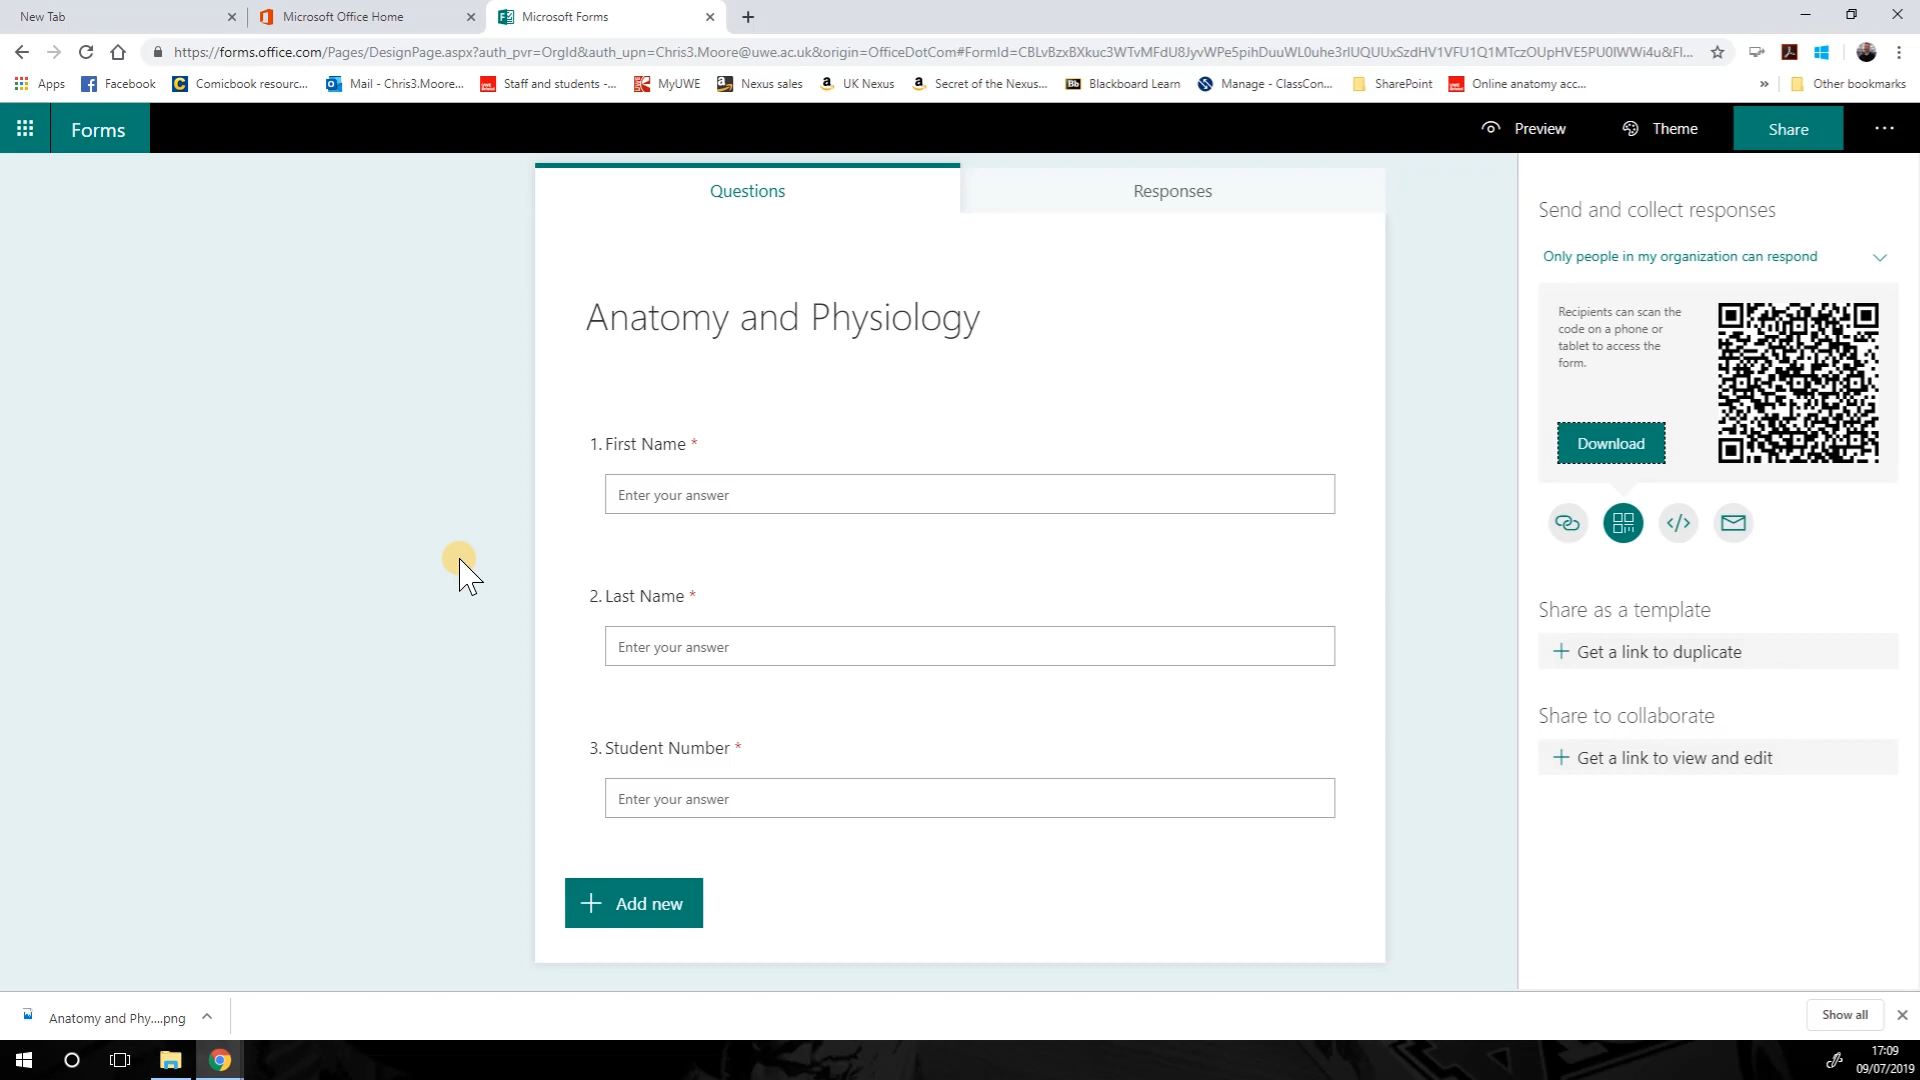 New Tab
Microsoft Office Home
Microsoft Forms
https://forms.office.com/Pages/DesignPage.aspx?auth_pvr=OrgId&auth_upn=Chris3.Moore@uwe.ac.uk&origin=OfficeDotCom#FormId=
Apps
Facebook
Comicbook resourc...
Mail - Chris3.Moore...
Staff and students -...
MyUWE
Nexus sales
UK Nexus
Secret of the Nexus...
Blackboard Learn
Manage - ClassCon...
SharePoint
Online anatomy acc...
»
Other bookmarks
Forms
Preview
Theme
Share
Questions
Responses
Anatomy and Physiology
1. First Name *
Enter your answer
2. Last Name *
Enter your answer
3. Student Number *
Enter your answer
Add new
Send and collect responses
Only people in my organization can respond
Recipients can scan the
code on a phone or
tablet to access the
form.
Download
Share as a template
Get a link to duplicate
Share to collaborate
Get a link to view and edit
Anatomy and Phy....png
Show all
17:09
09/07/2019